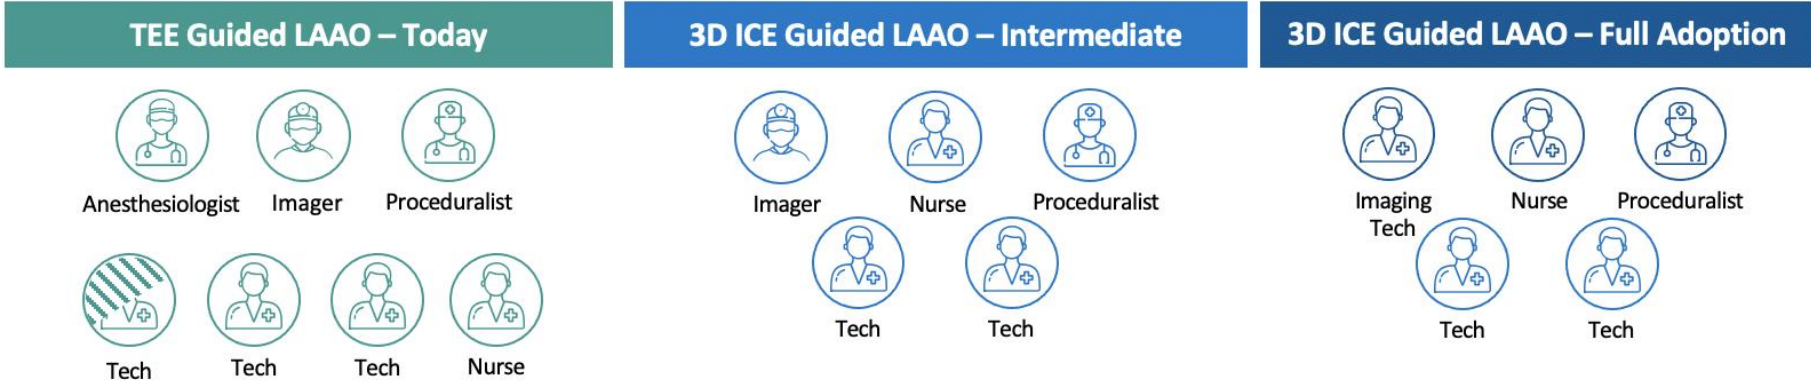 TEE Guided LAAO – Today
Anesthesiologist
Imager
Proceduralist
Tech
Tech
Tech
Nurse
3D ICE Guided LAAO – Intermediate
Imager
Nurse
Proceduralist
Tech
Tech
3D ICE Guided LAAO – Full Adoption
Imaging
Tech
Nurse
Proceduralist
Tech
Tech